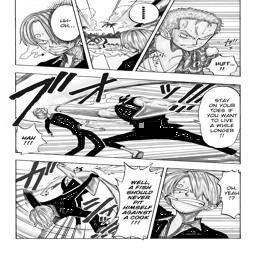 UH-
OH...
HUFF...
!!
STAY
ON YOUR
TOES IF
YOU WANT
TO LIVE
A WHILE
LONGER
!!
HAH
!!!
WELL,
A FISH
SHOULD
NEVER
PIT
HIMSELF
AGAINST
A COOK
!!!
OH,
YEAH
!?